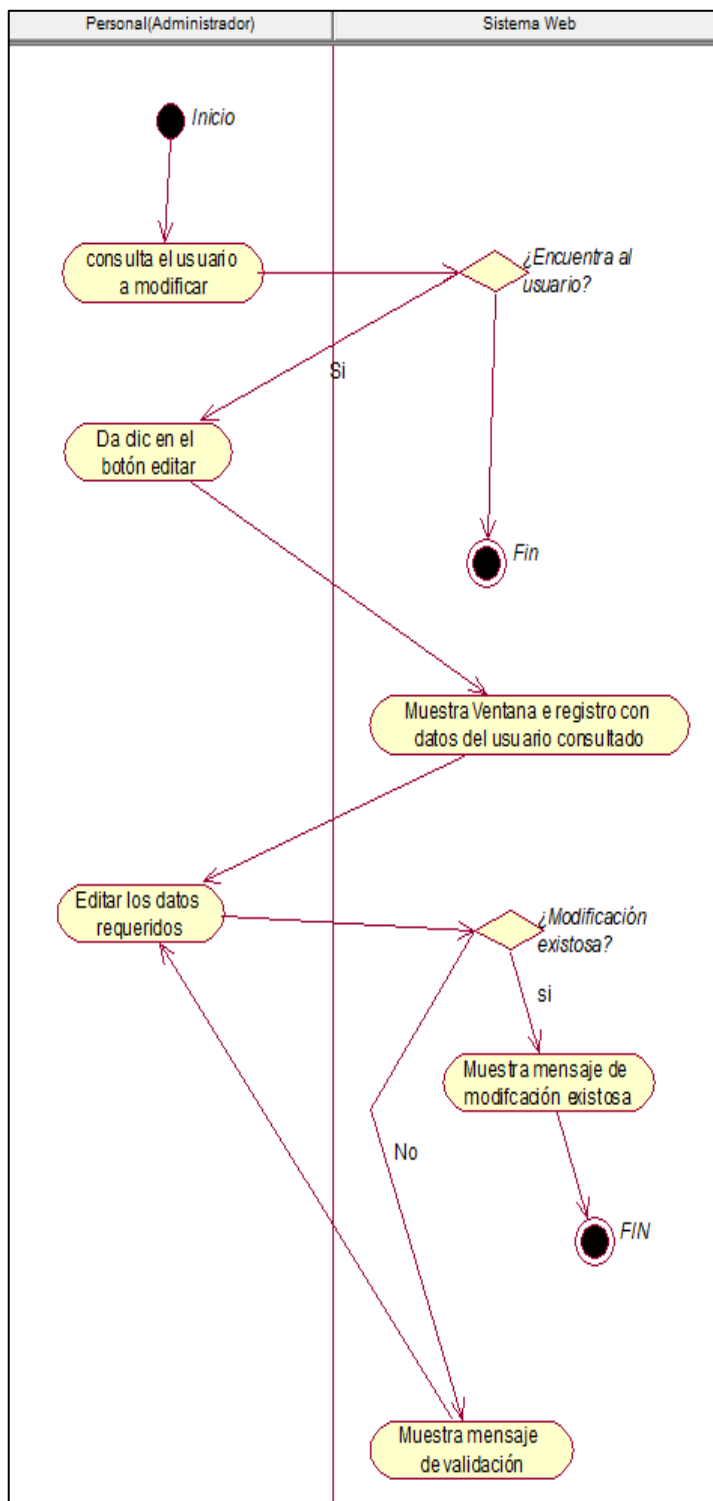 Personal(Administrador)
Sistema Web
Inicio
consulta el usuario
a modificar
¿Encuentra al
usuario?
Si
Da clic en el
botón editar
Fin
Muestra Ventana e registro con
datos del usuario consultado
Editar los datos
requeridos
¿Modificación
existosa?
si
Muestra mensaje de
modifcación existosa
No
FIN
Muestra mensaje
de validación